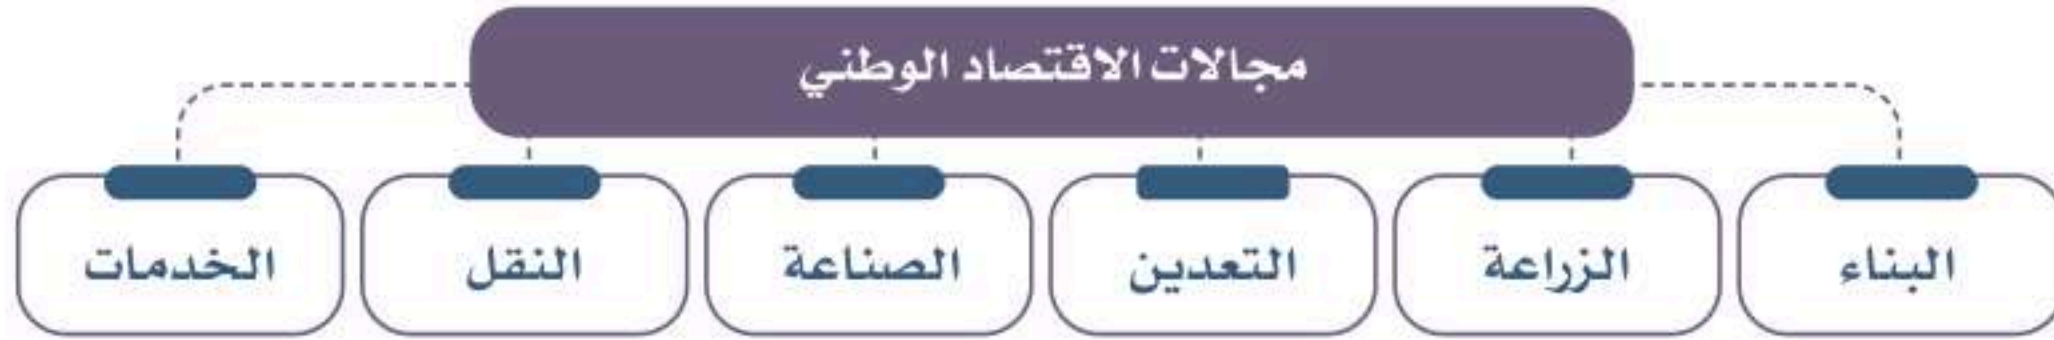 مجالات الاقتصاد الوطني
البناء
الزراعة
التعدين
الصناعة
النقل
الخدمات